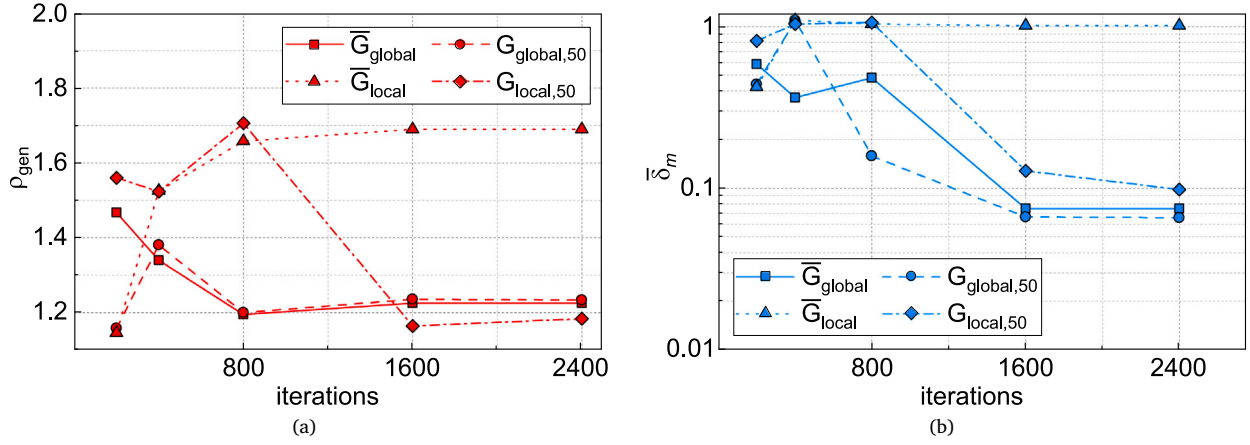 2.0
1.8
1.6
1.4
1.2
ρgen
G̅global
G̅local
Gglobal,50
Glocal,50
800
1600
2400
iterations
(a)
1
0.1
0.01
δ̅m
G̅global
G̅local
Gglobal,50
Glocal,50
800
1600
2400
iterations
(b)